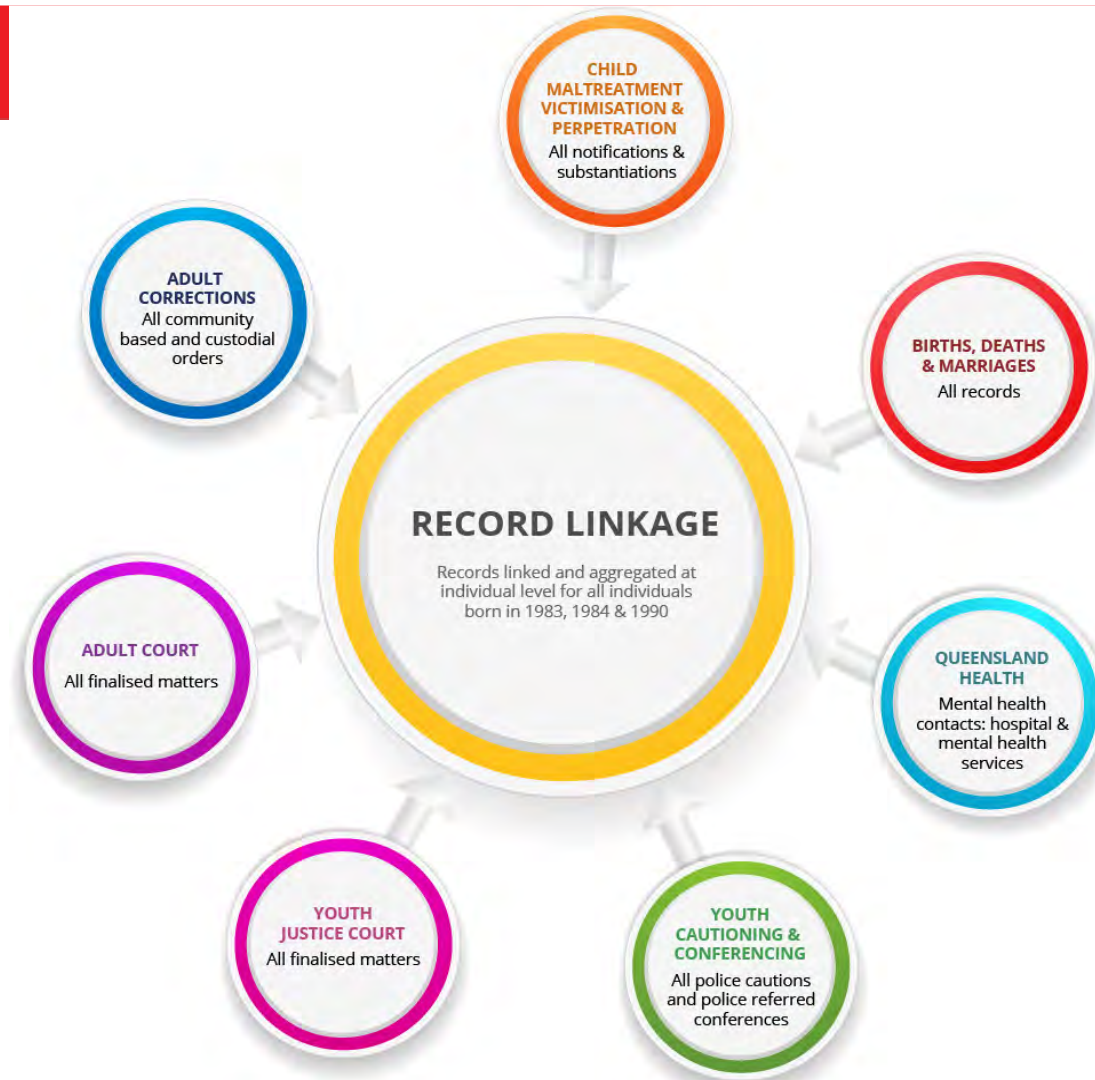 CHILD
MALTREATMENT
VICTIMISATION &
PERPETRATION
All notifications &
substantiations
ADULT
CORRECTIONS
All community
based and custodial
orders
BIRTHS, DEATHS
& MARRIAGES
All records
RECORD LINKAGE
Records linked and aggregated at
individual level for all individuals
born in 1983, 1984 & 1990
ADULT COURT
All finalised matters
QUEENSLAND
HEALTH
Mental health
contacts: hospital &
mental health
services
YOUTH
JUSTICE COURT
All finalised matters
YOUTH
CAUTIONING &
CONFERENCING
All police cautions
and police referred
conferences